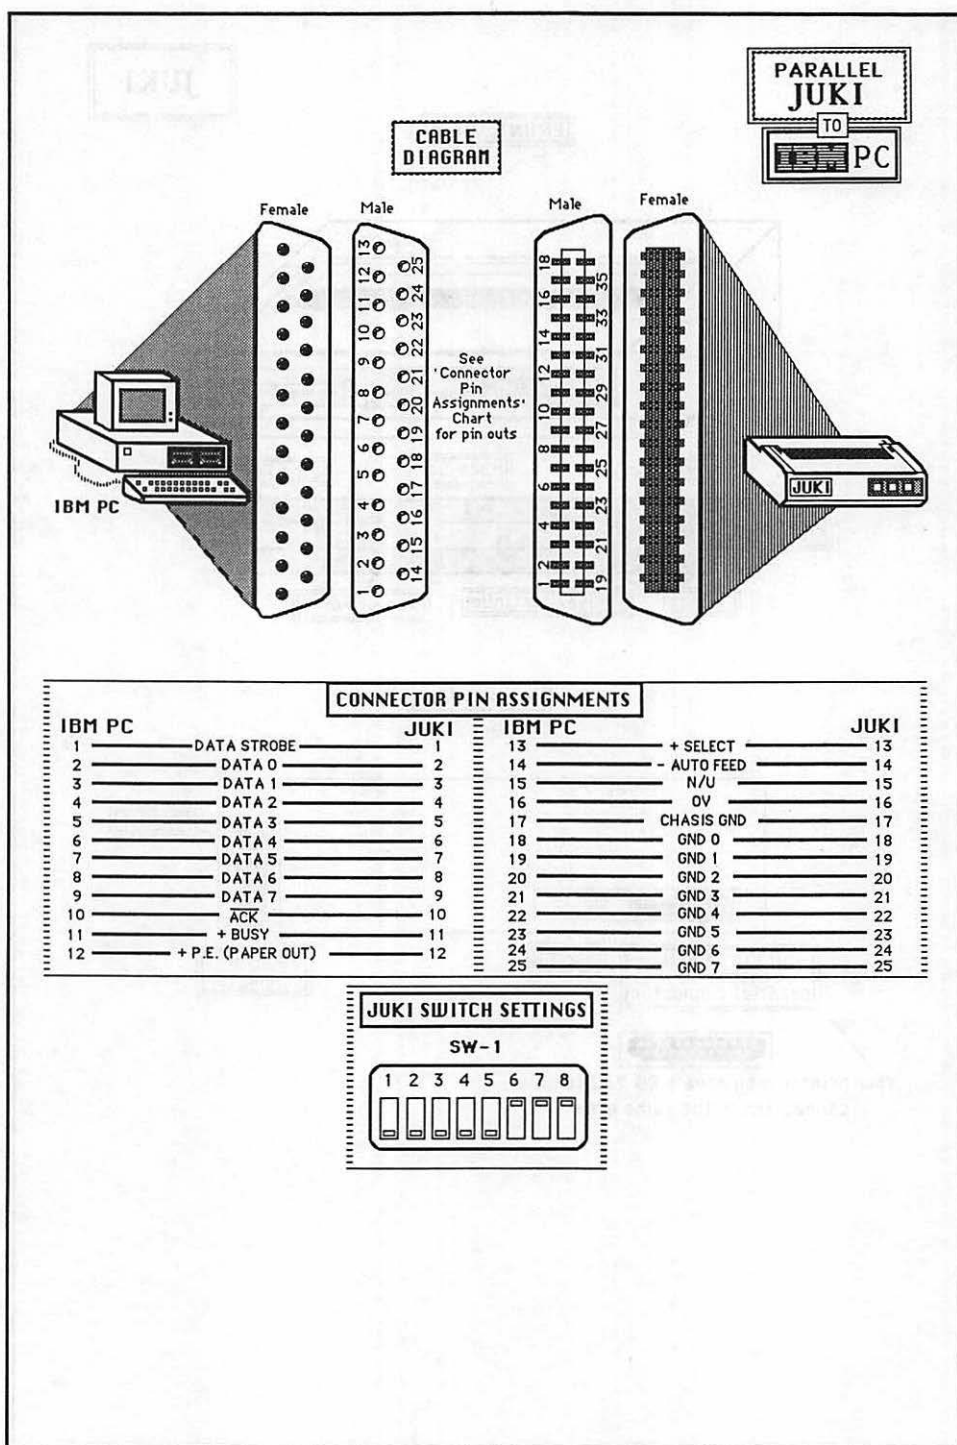 PARALLEL
JUKI
TO
IBM PC
CABLE
DIAGRAM
Female
Male
Male
Female
13
12
11
10
9
8
7
6
5
4
3
2
1
25
24
23
22
21
20
19
18
17
16
15
14
See
'Connector
Pin
Assignments'
Chart
for pin outs
18
16
14
12
10
8
6
4
2
1
35
33
31
29
27
25
23
21
19
IBM PC
JUKI
CONNECTOR PIN ASSIGNMENTS
IBM PC JUKI
1 DATA STROBE 1
2 DATA 0 2
3 DATA 1 3
4 DATA 2 4
5 DATA 3 5
6 DATA 4 6
7 DATA 5 7
8 DATA 6 8
9 DATA 7 9
10 ACK 10
11 + BUSY 11
12 + P.E. (PAPER OUT) 12
IBM PC JUKI
13 + SELECT 13
14 - AUTO FEED 14
15 N/U 15
16 OV 16
17 CHASIS GND 17
18 GND 0 18
19 GND 1 19
20 GND 2 20
21 GND 3 21
22 GND 4 22
23 GND 5 23
24 GND 6 24
25 GND 7 25
JUKI SWITCH SETTINGS
SW-1
1 2 3 4 5 6 7 8